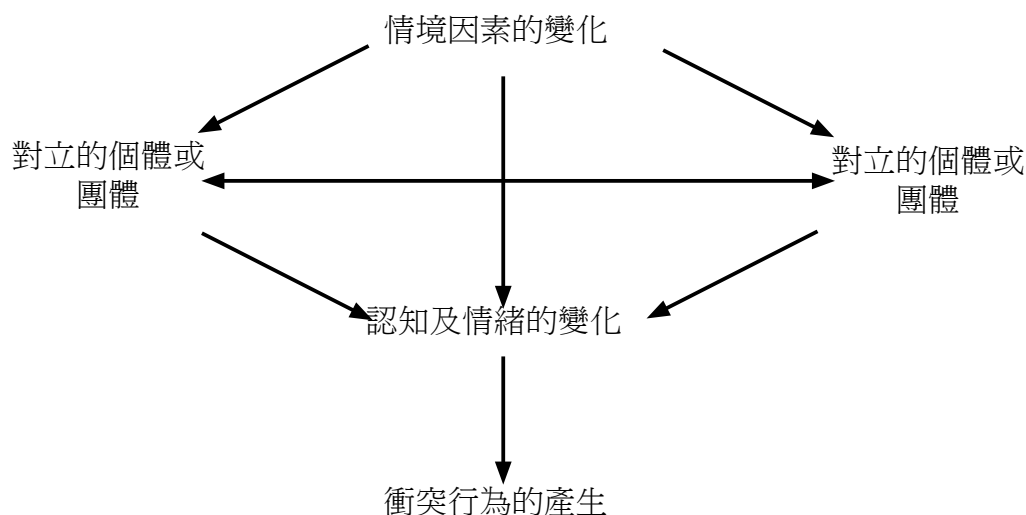 情境因素的變化
對立的個體或
團體
對立的個體或
團體
認知及情緒的變化
衝突行為的產生